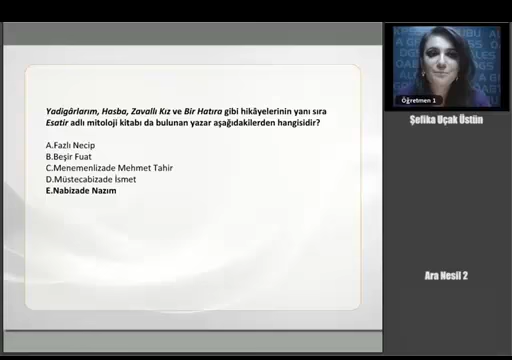 Yadigârlarım, Hasba, Zavallı Kız ve Bir Hatıra gibi hikâyelerinin yanı sıra
Esatir adlı mitoloji kitabı da bulunan yazar aşağıdakilerden hangisidir?
A.Fazlı Necip
B.Beşir Fuat
C.Menemenlizade Mehmet Tahir
D.Müstecabizade İsmet
E.Nabizade Nazım
Öğretmen 1
Şefika Uçak Üstün
Ara Nesil 2